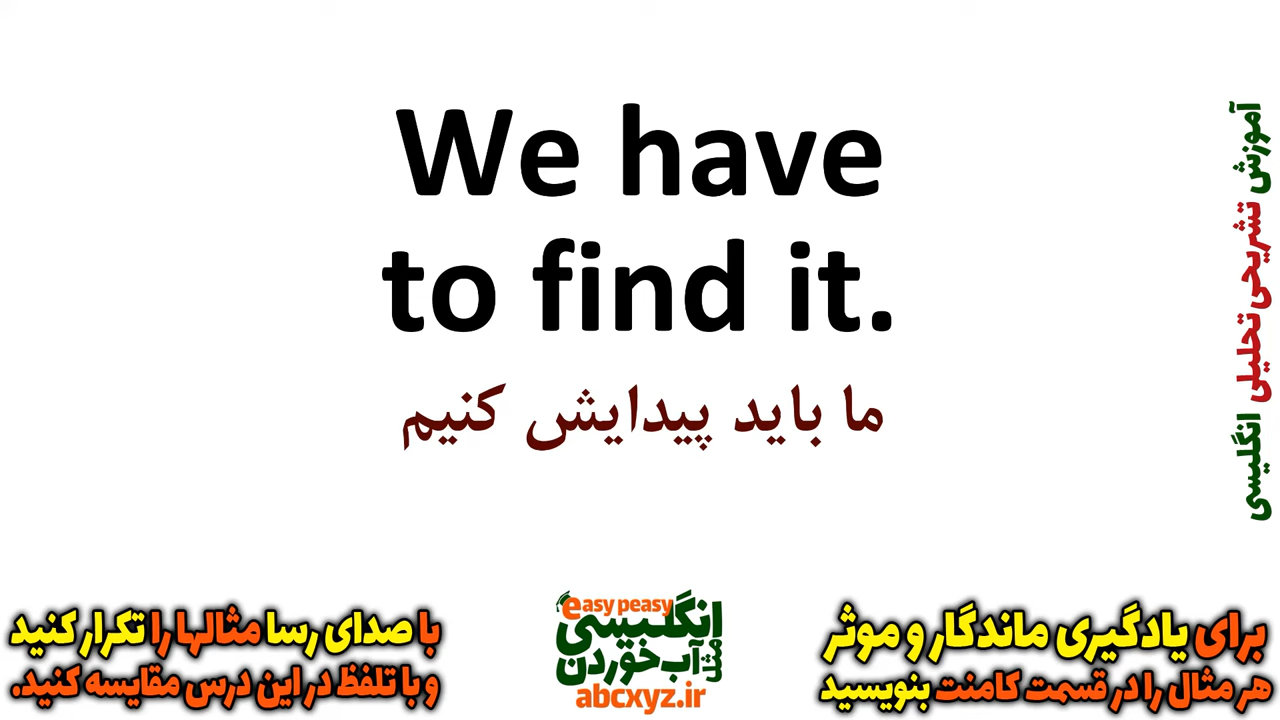 We have
to find it.
ما باید پیدایش کنیم
آموزش تشریحی تحلیلی انگلیسی
با صدای رسا مثالها را تکرار کنید
و با تلفظ در این درس مقایسه کنید.
easy peasy
انگلیسی
مثل آب خوردن
abcxyz.ir
برای یادگیری ماندگار و موثر
هر مثال را در قسمت کامنت بنویسید